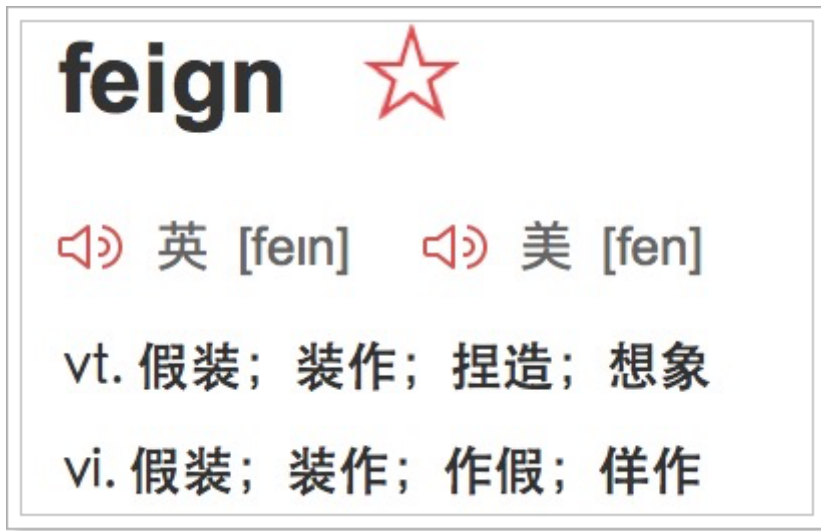 feign
英 [feɪn] 美 [fen]
vt. 假装；装作；捏造；想象
vi. 假装；装作；作假；佯作